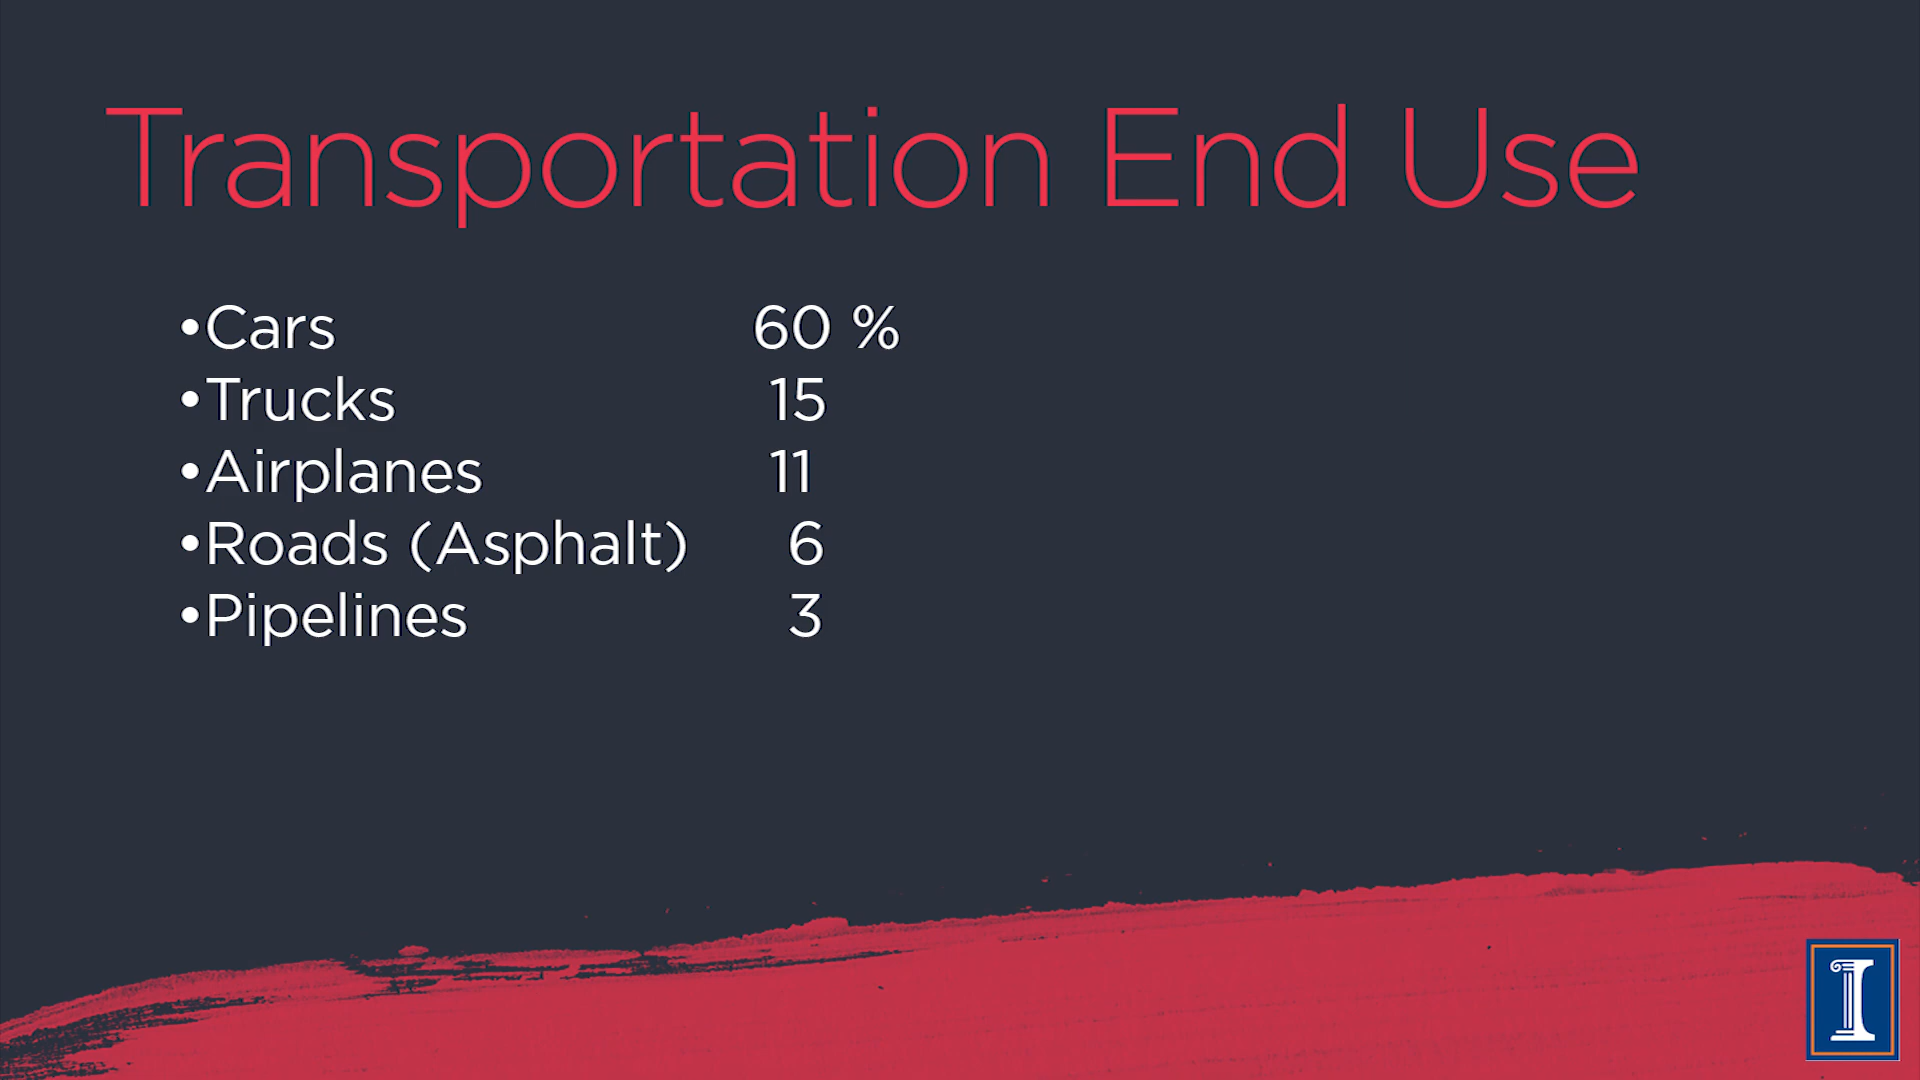 Transportation End Use
•Cars 60 %
•Trucks 15
•Airplanes 11
•Roads (Asphalt) 6
•Pipelines 3
I